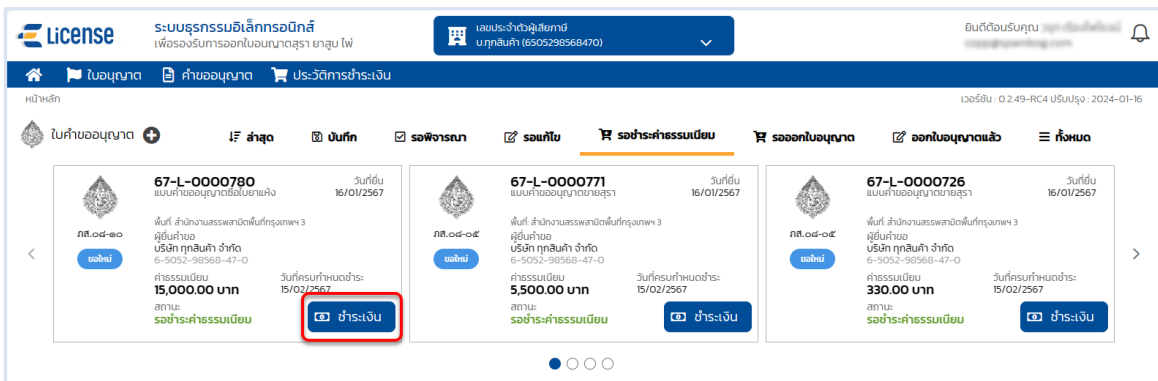 License
ระบบธุรกรรมอิเล็กทรอนิกส์
เพื่อรองรับการออกใบอนุญาตสุรา ยาสูบ ไพ่
เลขประจำตัวผู้เสียภาษี
บ.ทุกสินค้า (6505298568470)
ยินดีต้อนรับคุณ
ใบอนุญาต คำขออนุญาต ประวัติการชำระเงิน
หน้าหลัก
เวอร์ชัน : 0.2.49-RC4 ปรับปรุง : 2024-01-16
ใบคำขออนุญาต
ล่าสุด บันทึก รอพิจารณา รอแก้ไข รอชำระค่าธรรมเนียม รอออกใบอนุญาต ออกใบอนุญาตแล้ว ทั้งหมด
67-L-0000780
แบบคำขออนุญาตซื้อใบยาแห้ง
วันที่ยื่น
16/01/2567
พื้นที่: สำนักงานสรรพสามิตพื้นที่กรุงเทพฯ 3
ภส.๐๘-๑๐
ผู้ยื่นคำขอ
บริษัท ทุกสินค้า จำกัด
6-5052-98568-47-0
ขอใหม่
ค่าธรรมเนียม
15,000.00 บาท
วันที่ครบกำหนดชำระ:
15/02/2567
สถานะ:
รอชำระค่าธรรมเนียม
ชำระเงิน
67-L-0000771
แบบคำขออนุญาตขายสุรา
วันที่ยื่น
16/01/2567
พื้นที่: สำนักงานสรรพสามิตพื้นที่กรุงเทพฯ 3
ภส.๐๘-๐๕
ผู้ยื่นคำขอ
บริษัท ทุกสินค้า จำกัด
6-5052-98568-47-0
ขอใหม่
ค่าธรรมเนียม
5,500.00 บาท
วันที่ครบกำหนดชำระ:
15/02/2567
สถานะ:
รอชำระค่าธรรมเนียม
ชำระเงิน
67-L-0000726
แบบคำขออนุญาตขายสุรา
วันที่ยื่น
16/01/2567
พื้นที่: สำนักงานสรรพสามิตพื้นที่กรุงเทพฯ 3
ภส.๐๘-๐๕
ผู้ยื่นคำขอ
บริษัท ทุกสินค้า จำกัด
6-5052-98568-47-0
ขอใหม่
ค่าธรรมเนียม
330.00 บาท
วันที่ครบกำหนดชำระ:
15/02/2567
สถานะ:
รอชำระค่าธรรมเนียม
ชำระเงิน